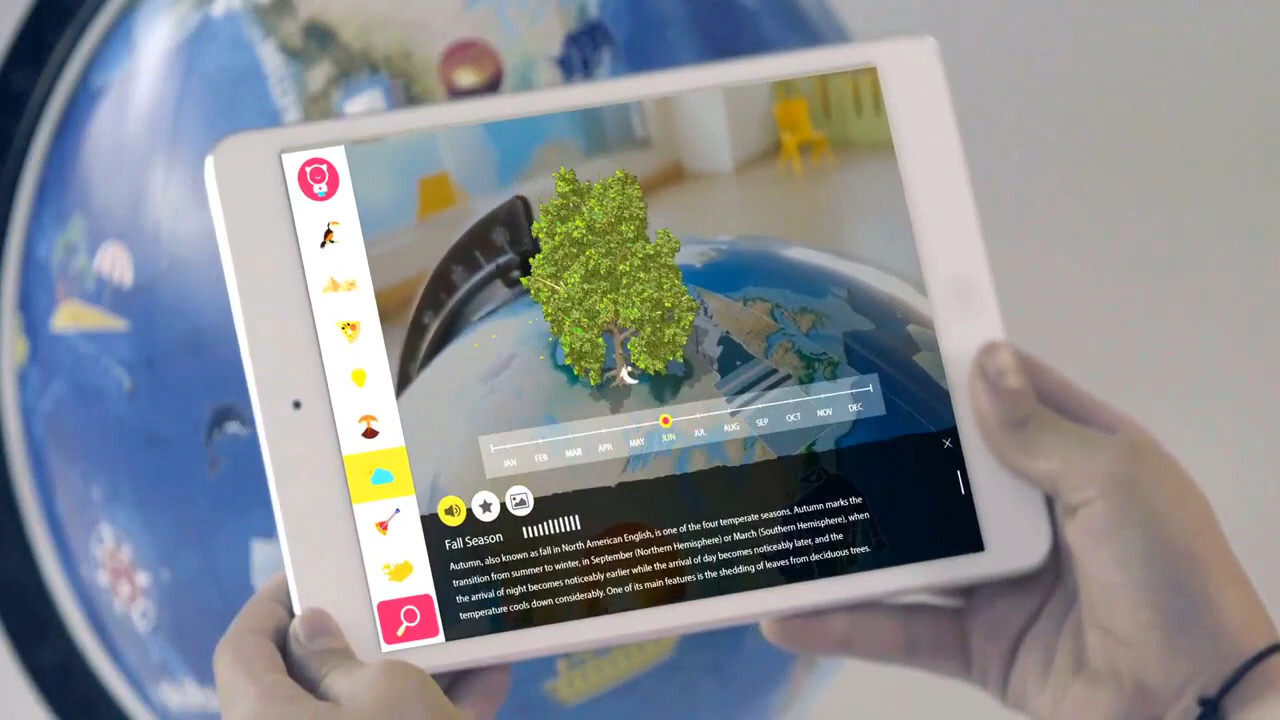 JAN FEB MAR APR MAY JUN JUL AUG SEP OCT NOV DEC
Fall Season
Autumn, also known as fall in North American English, is one of the four temperate seasons. Autumn marks the
transition from summer to winter, in September (Northern Hemisphere) or March (Southern Hemisphere), when
the arrival of night becomes noticeably earlier while the arrival of day becomes noticeably later, and the
temperature cools down considerably. One of its main features is the shedding of leaves from deciduous trees.